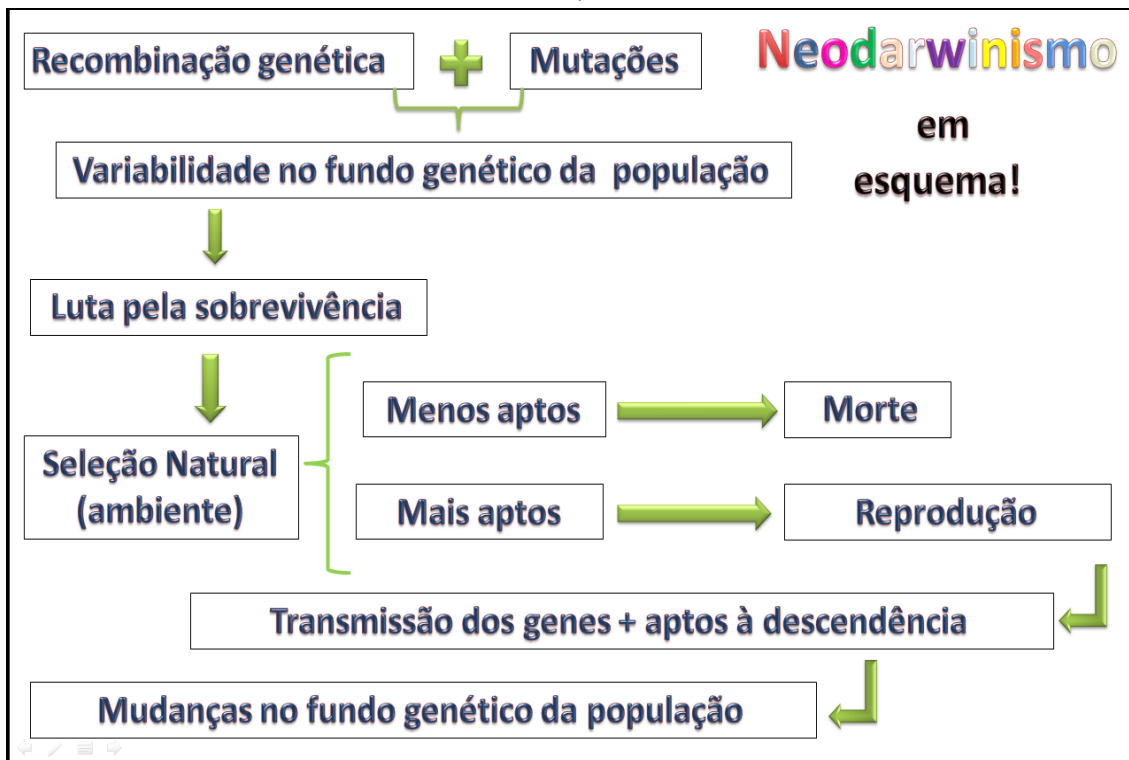 Recombinação genética
Mutações
Neodarwinismo
em
esquema!
Variabilidade no fundo genético da população
Luta pela sobrevivência
Seleção Natural
(ambiente)
Menos aptos
Morte
Mais aptos
Reprodução
Transmissão dos genes + aptos à descendência
Mudanças no fundo genético da população